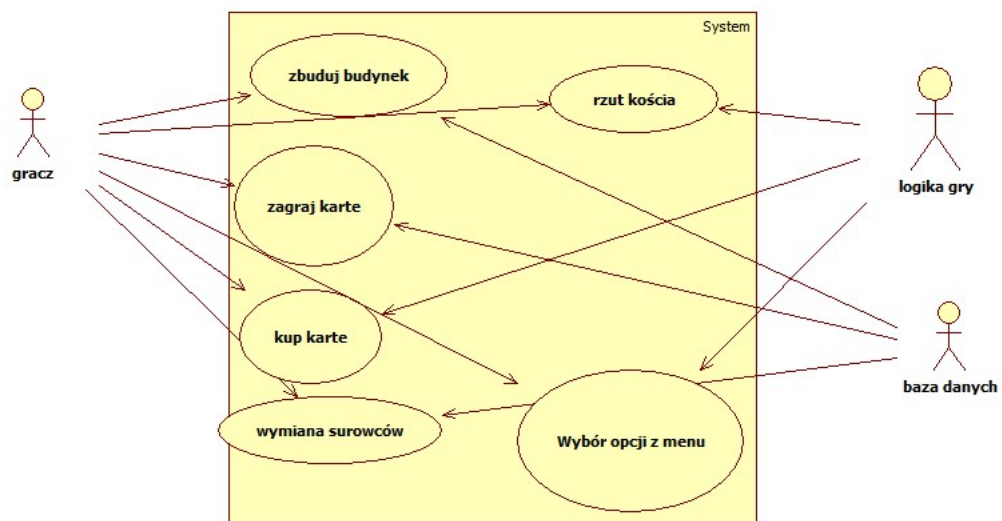 System
zbuduj budynek
rzut kościa
gracz
logika gry
zagraj karte
kup karte
baza danych
wymiana surowców
Wybór opcji z menu